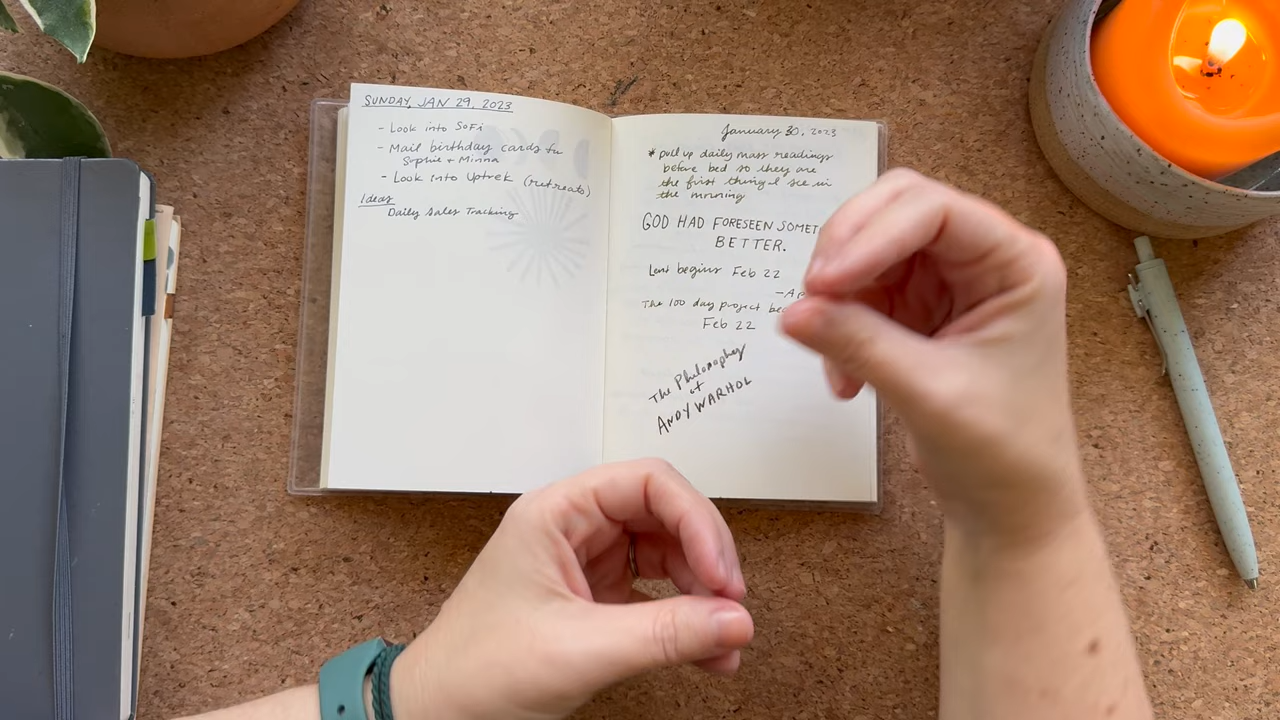 SUNDAY, JAN 29, 2023
- Look into SoFi
- Mail birthday cards for
Sophie + Minna
- Look into Uptrek (retreats)
Ideas
Daily Sales Tracking
January 30, 2023
* pull up daily mass readings
before bed so they are
the first thing I see in
the morning
GOD HAD FORESEEN SOMET
BETTER.
Lent begins Feb 22
- Ap
The 100 day project be
Feb 22
The Philosophy
of
ANDY WARHOL